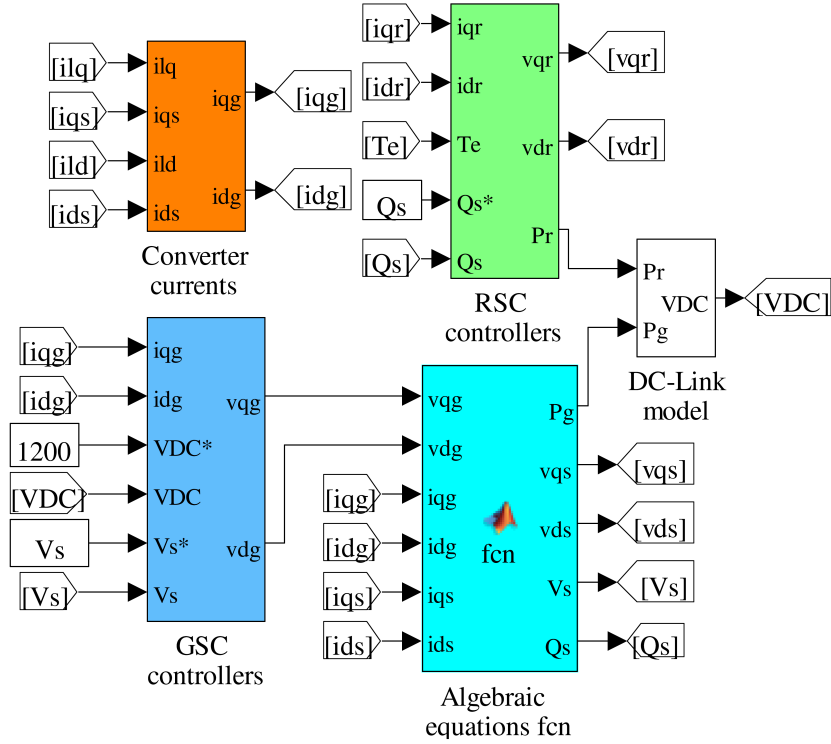 [ilq]
[iqs]
[ild]
[ids]
ilq
iqs
ild
ids
iqg
idg
[iqg]
[idg]
Converter
currents
[iqr]
[idr]
[Te]
Qs
[Qs]
iqr
idr
Te
Qs*
Qs
vqr
vdr
Pr
[vqr]
[vdr]
RSC
controllers
Pr
Pg
VDC
[VDC]
DC-Link
model
[iqg]
[idg]
1200
[VDC]
Vs
[Vs]
iqg
idg
VDC*
VDC
Vs*
Vs
vqg
vdg
GSC
controllers
[iqg]
[idg]
[iqs]
[ids]
vqg
vdg
iqg
idg
iqs
ids
fcn
Pg
vqs
vds
Vs
Qs
[vqs]
[vds]
[Vs]
[Qs]
Algebraic
equations fcn